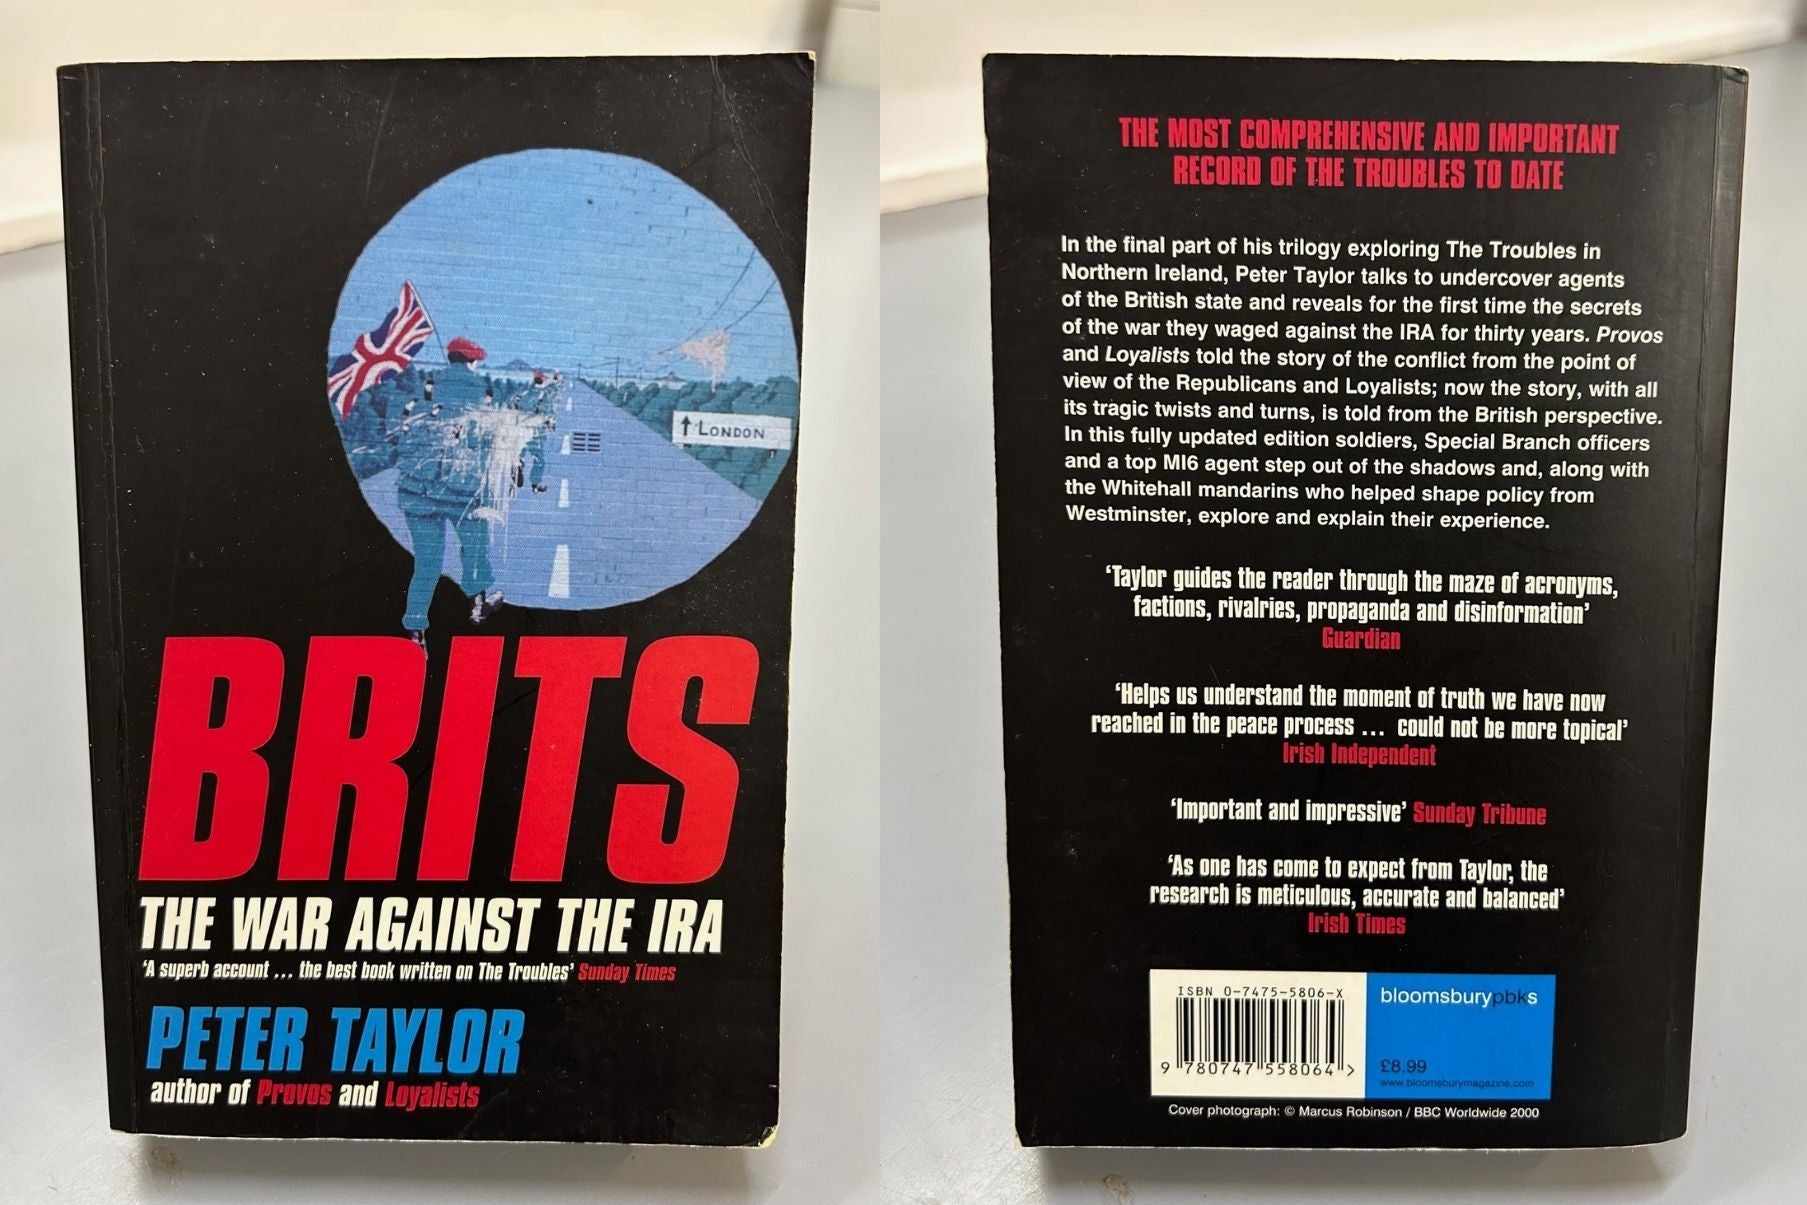 ↑ LONDON
BRITS
THE WAR AGAINST THE IRA
‘A superb account ... the best book written on The Troubles’ Sunday Times
PETER TAYLOR
author of Provos and Loyalists
THE MOST COMPREHENSIVE AND IMPORTANT
RECORD OF THE TROUBLES TO DATE
In the final part of his trilogy exploring The Troubles in
Northern Ireland, Peter Taylor talks to undercover agents
of the British state and reveals for the first time the secrets
of the war they waged against the IRA for thirty years. Provos
and Loyalists told the story of the conflict from the point of
view of the Republicans and Loyalists; now the story, with all
its tragic twists and turns, is told from the British perspective.
In this fully updated edition soldiers, Special Branch officers
and a top MI6 agent step out of the shadows and, along with
the Whitehall mandarins who helped shape policy from
Westminster, explore and explain their experience.
‘Taylor guides the reader through the maze of acronyms,
factions, rivalries, propaganda and disinformation’
Guardian
‘Helps us understand the moment of truth we have now
reached in the peace process ... could not be more topical’
Irish Independent
‘Important and impressive’ Sunday Tribune
‘As one has come to expect from Taylor, the
research is meticulous, accurate and balanced’
Irish Times
ISBN 0-7475-5806-X
9 780747 558064 >
bloomsburypbks
£8.99
www.bloomsburymagazine.com
Cover photograph: © Marcus Robinson / BBC Worldwide 2000